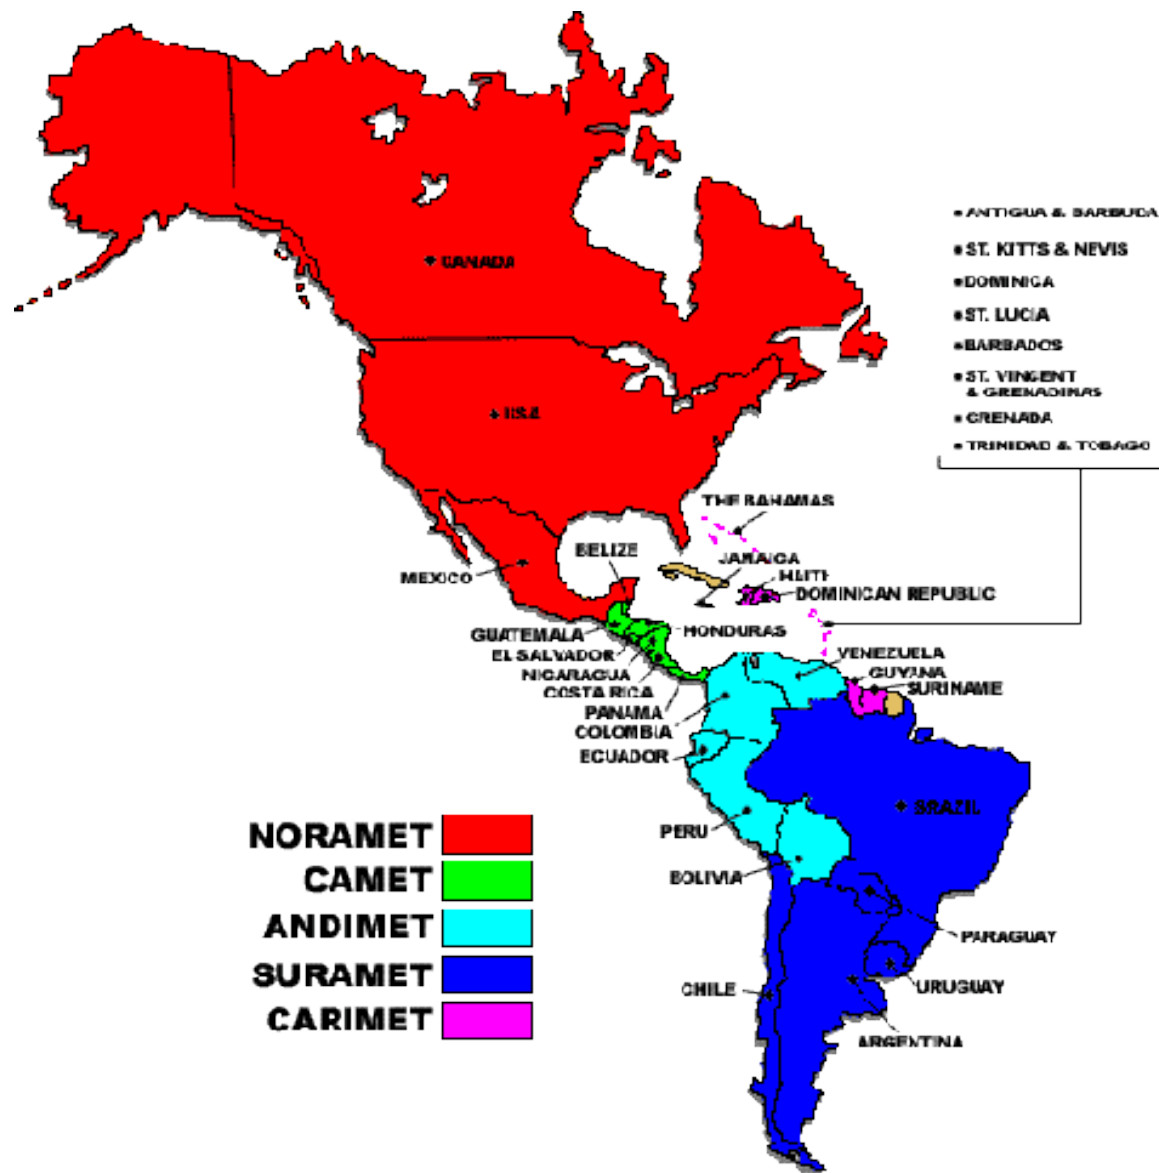 • ANTIGUA & BARBUDA
• ST. KITTS & NEVIS
• DOMINICA
• ST. LUCIA
• BARBADOS
• ST. VINCENT
& GRENADINAS
• GRENADA
• TRINIDAD & TOBAGO
CANADA
USA
THE BAHAMAS
BELIZE
JAMAICA
MEXICO
HAITI
DOMINICAN REPUBLIC
GUATEMALA
HONDURAS
EL SALVADOR
NICARAGUA
COSTA RICA
PANAMA
COLOMBIA
ECUADOR
VENEZUELA
GUYANA
SURINAME
PERU
BRAZIL
BOLIVIA
PARAGUAY
CHILE
URUGUAY
ARGENTINA
NORAMET
CAMET
ANDIMET
SURAMET
CARIMET